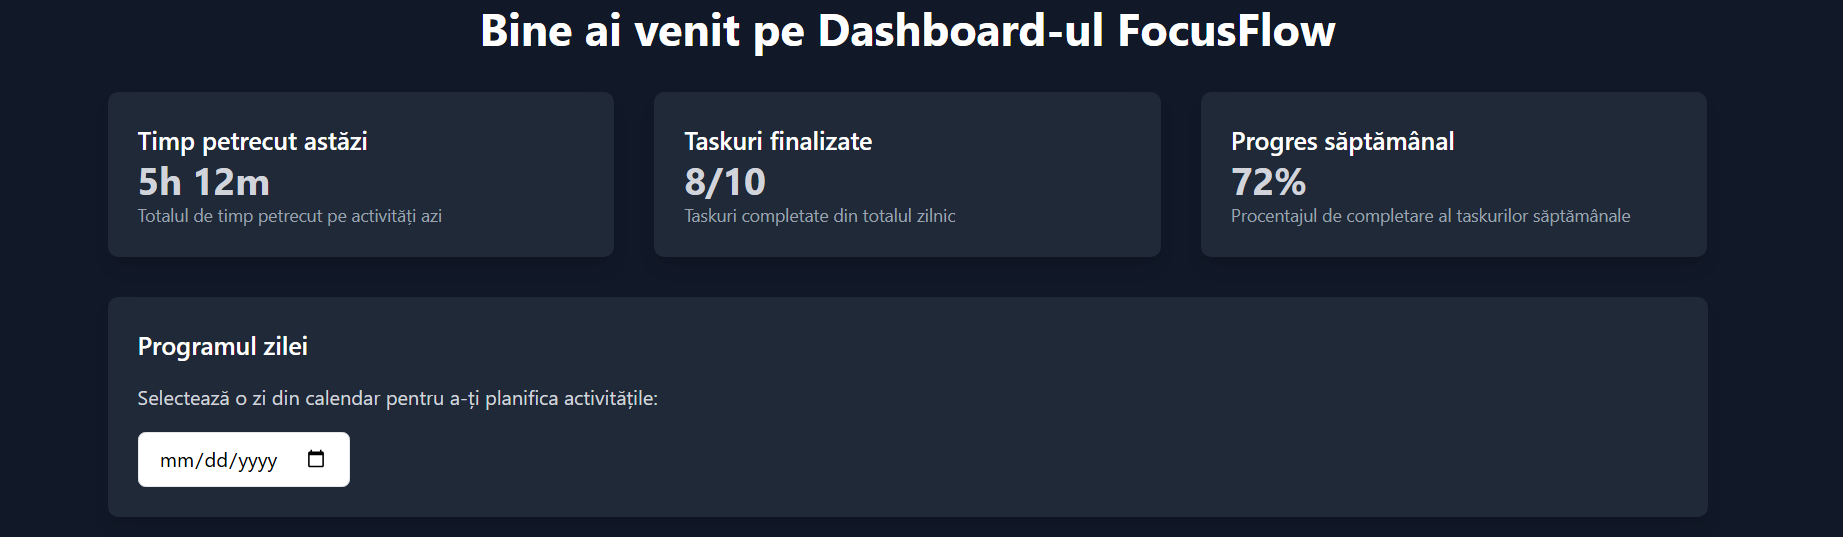 Bine ai venit pe Dashboard-ul FocusFlow
Timp petrecut astăzi
5h 12m
Totalul de timp petrecut pe activități azi
Taskuri finalizate
8/10
Taskuri completate din totalul zilnic
Progres săptămânal
72%
Procentajul de completare al taskurilor săptămânale
Programul zilei
Selectează o zi din calendar pentru a-ți planifica activitățile:
mm/dd/yyyy